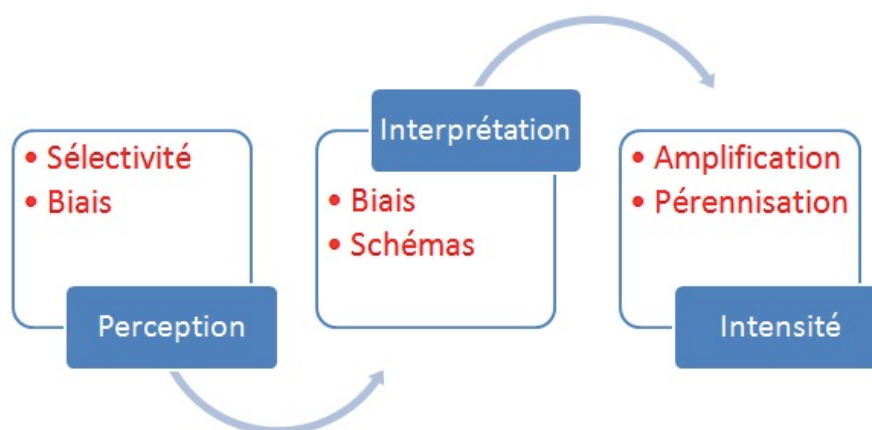 • Sélectivité
• Biais
Perception
Interprétation
• Biais
• Schémas
• Amplification
• Pérennisation
Intensité